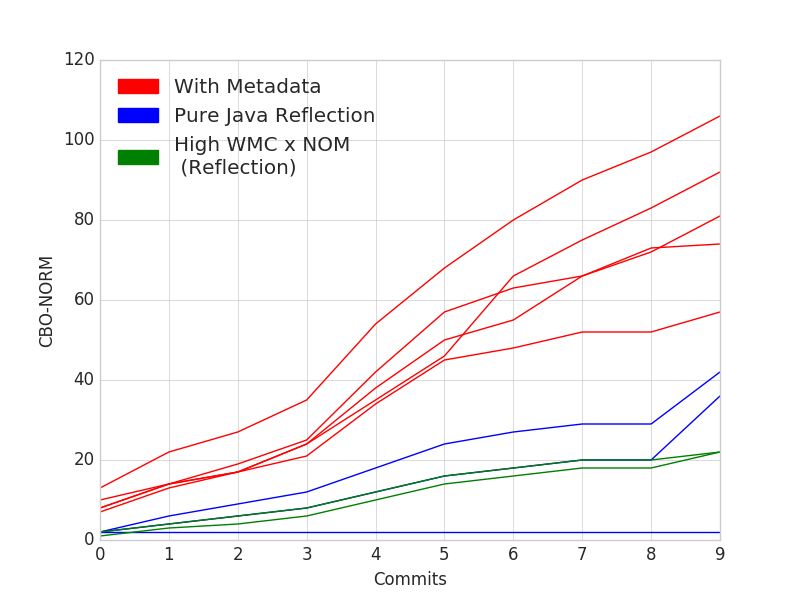 120
100
80
60
40
20
0
CBO-NORM
With Metadata
Pure Java Reflection
High WMC x NOM
(Reflection)
0 1 2 3 4 5 6 7 8 9
Commits